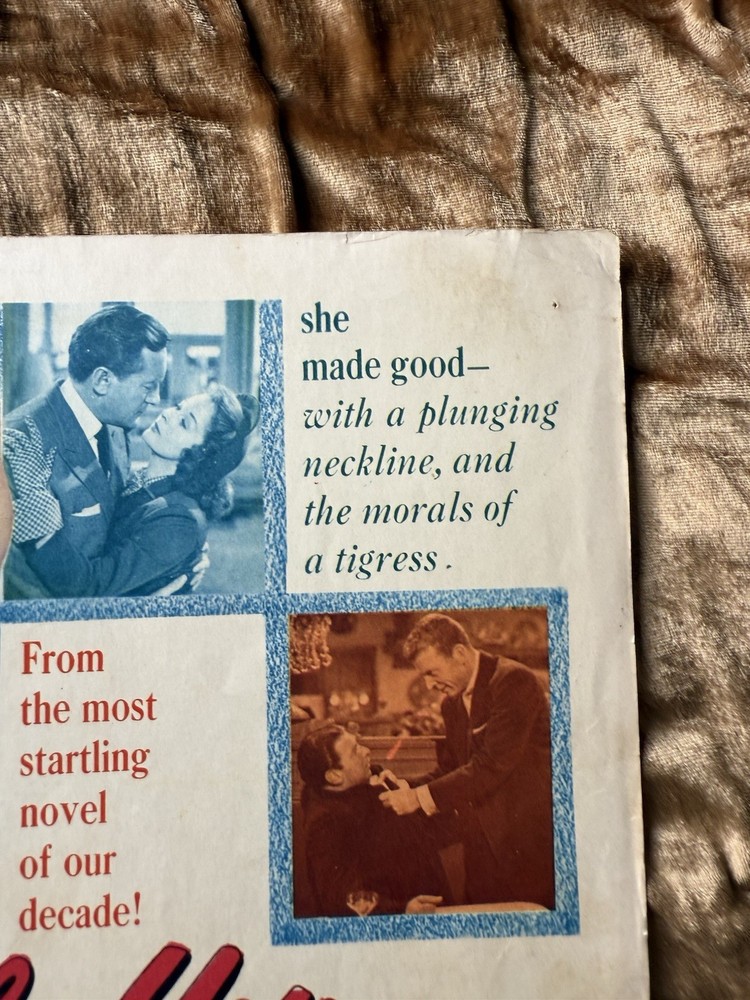 she
made good—
with a plunging
neckline, and
the morals of
a tigress.
From
the most
startling
novel
of our
decade!